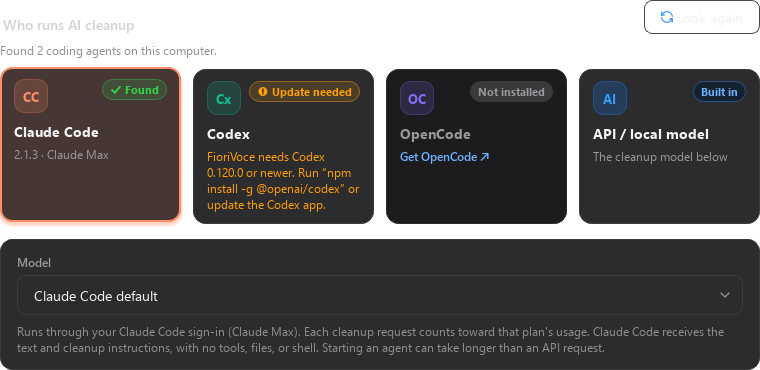 Who runs AI cleanup
Look again
Found 2 coding agents on this computer.
CC
Found
Claude Code
2.1.3 · Claude Max
Cx
Update needed
Codex
FioriVoce needs Codex
0.120.0 or newer. Run “npm
install -g @openai/codex” or
update the Codex app.
OC
Not installed
OpenCode
Get OpenCode ↗
AI
Built in
API / local model
The cleanup model below
Model
Claude Code default
Runs through your Claude Code sign-in (Claude Max). Each cleanup request counts toward that plan's usage. Claude Code receives the
text and cleanup instructions, with no tools, files, or shell. Starting an agent can take longer than an API request.